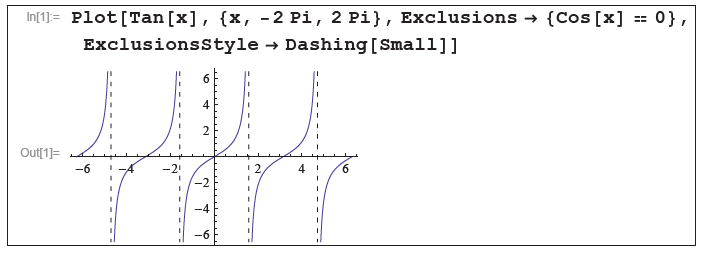 In[1]:= Plot[Tan[x], {x, -2 Pi, 2 Pi}, Exclusions → {Cos[x] == 0},
ExclusionsStyle → Dashing[Small]]
6
4
2
Out[1]=
-6 -4 -2 2 4 6
-2
-4
-6